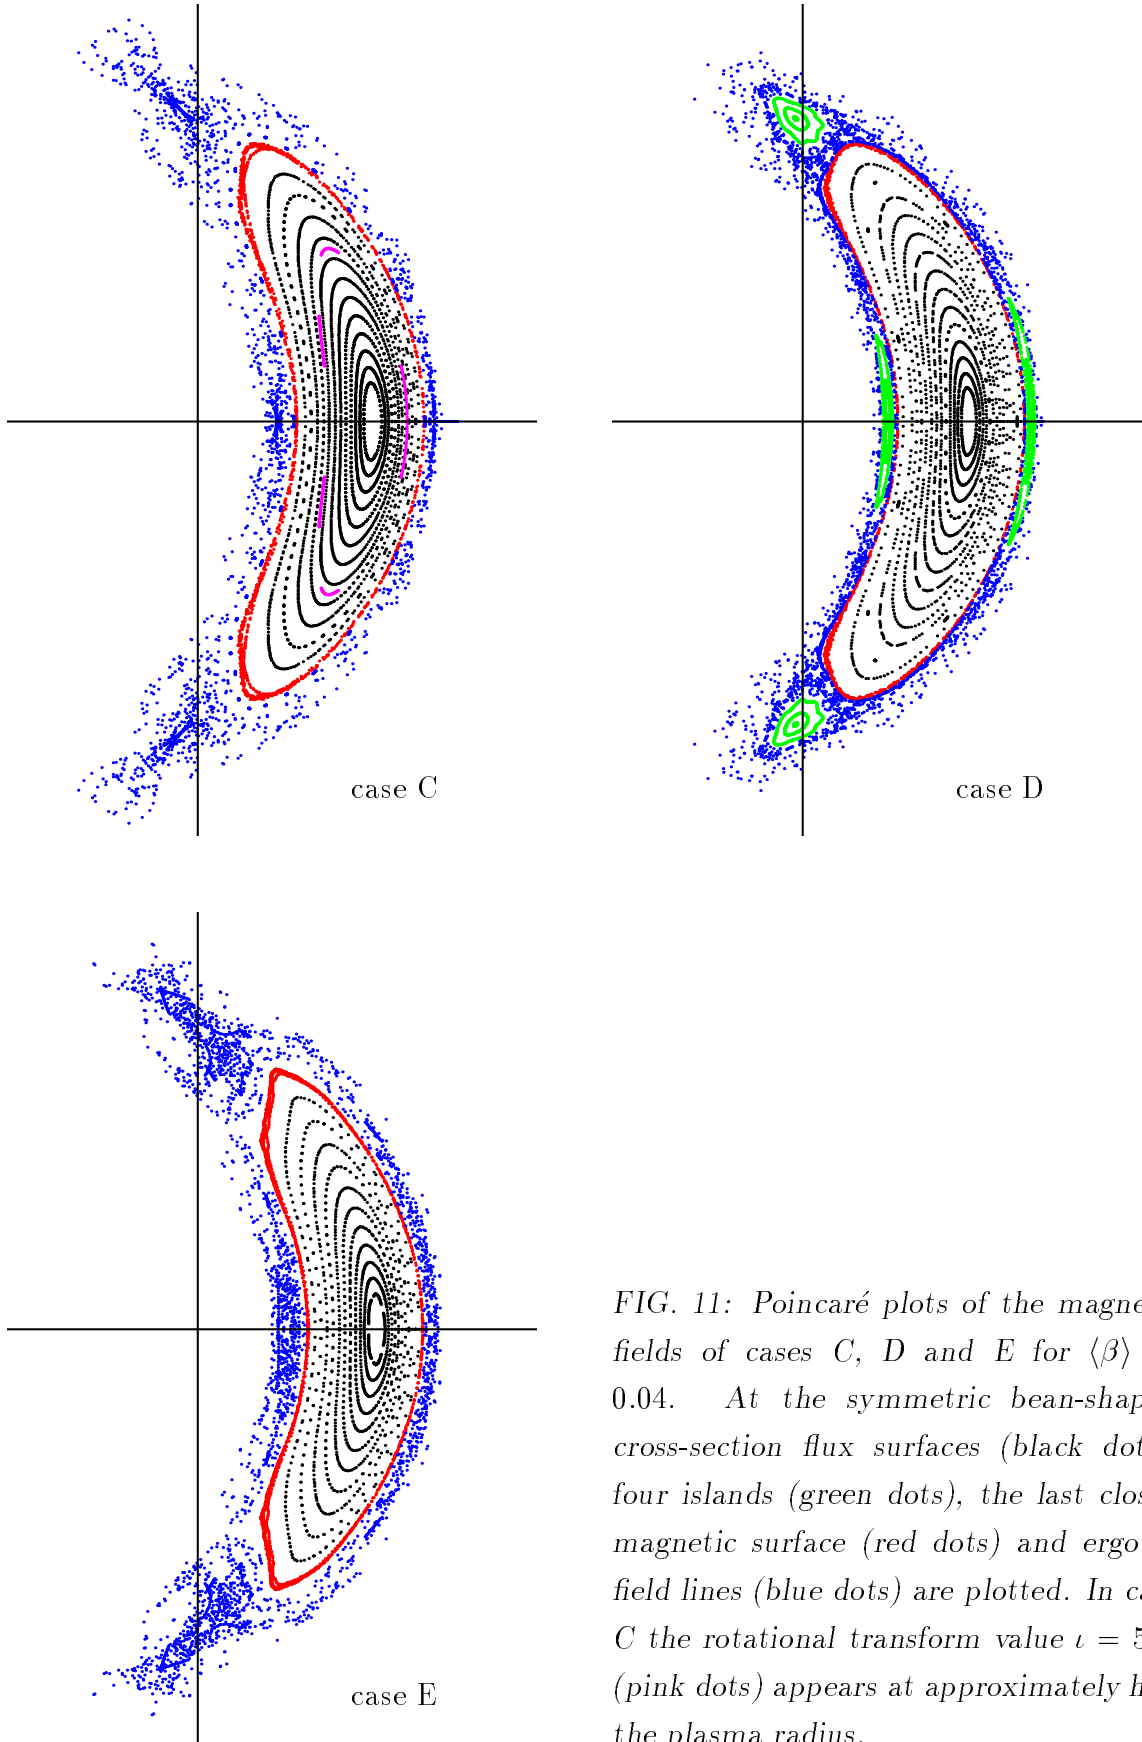 case C
case D
case E
FIG. 11: Poincaré plots of the magne
fields of cases C, D and E for ⟨β⟩
0.04. At the symmetric bean-shap
cross-section flux surfaces (black dot
four islands (green dots), the last clos
magnetic surface (red dots) and ergo
field lines (blue dots) are plotted. In ca
C the rotational transform value ι = 5
(pink dots) appears at approximately h
the plasma radius.